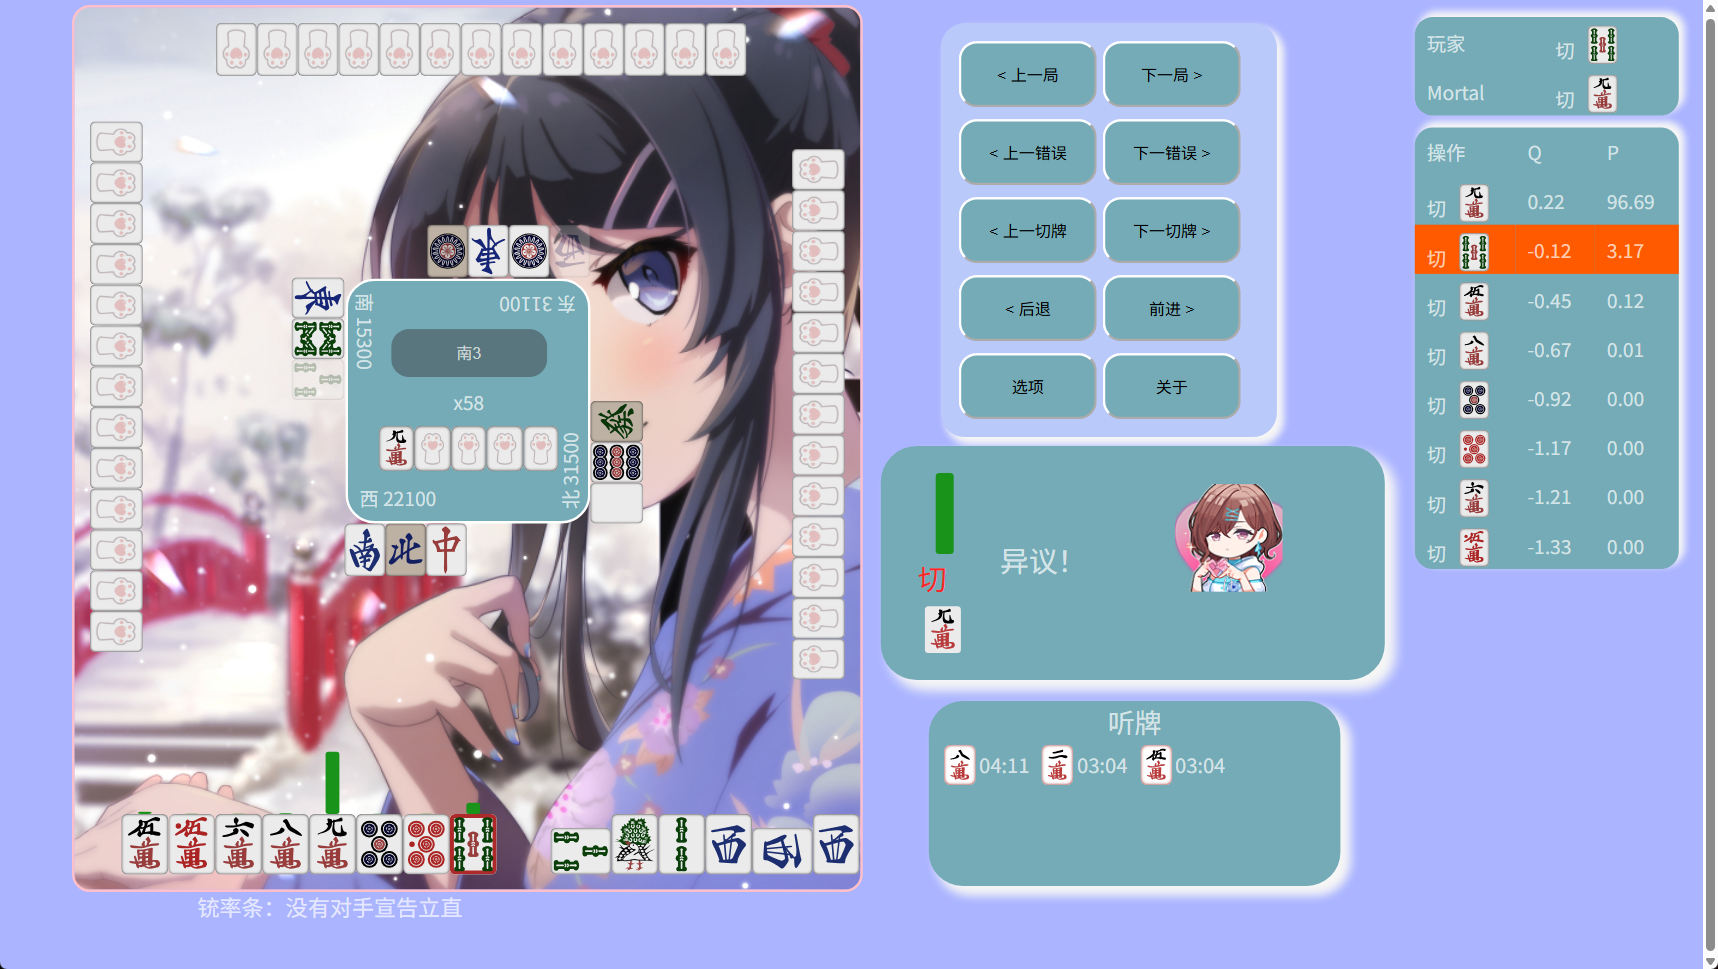 南 15300
东 31100
南3
x58
西 22100
北 31500
铳率条：没有对手宣告立直
< 上一局
下一局 >
< 上一错误
下一错误 >
< 上一切牌
下一切牌 >
< 后退
前进 >
选项
关于
切
异议！
听牌
04:11
03:04
03:04
玩家 切
Mortal 切
操作 Q P
切 0.22 96.69
切 -0.12 3.17
切 -0.45 0.12
切 -0.67 0.01
切 -0.92 0.00
切 -1.17 0.00
切 -1.21 0.00
切 -1.33 0.00